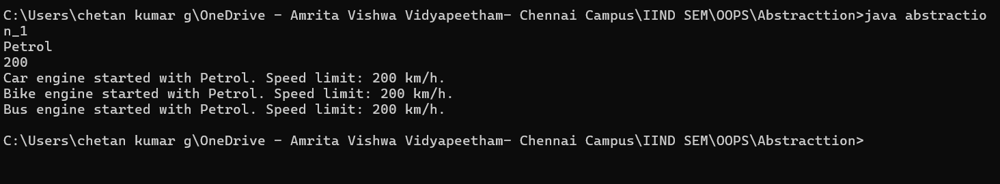 C:\Users\chetan kumar g\OneDrive - Amrita Vishwa Vidyapeetham- Chennai Campus\IIND SEM\OOPS\Abstracttion>java abstractio
n_1
Petrol
200
Car engine started with Petrol. Speed limit: 200 km/h.
Bike engine started with Petrol. Speed limit: 200 km/h.
Bus engine started with Petrol. Speed limit: 200 km/h.
C:\Users\chetan kumar g\OneDrive - Amrita Vishwa Vidyapeetham- Chennai Campus\IIND SEM\OOPS\Abstracttion>